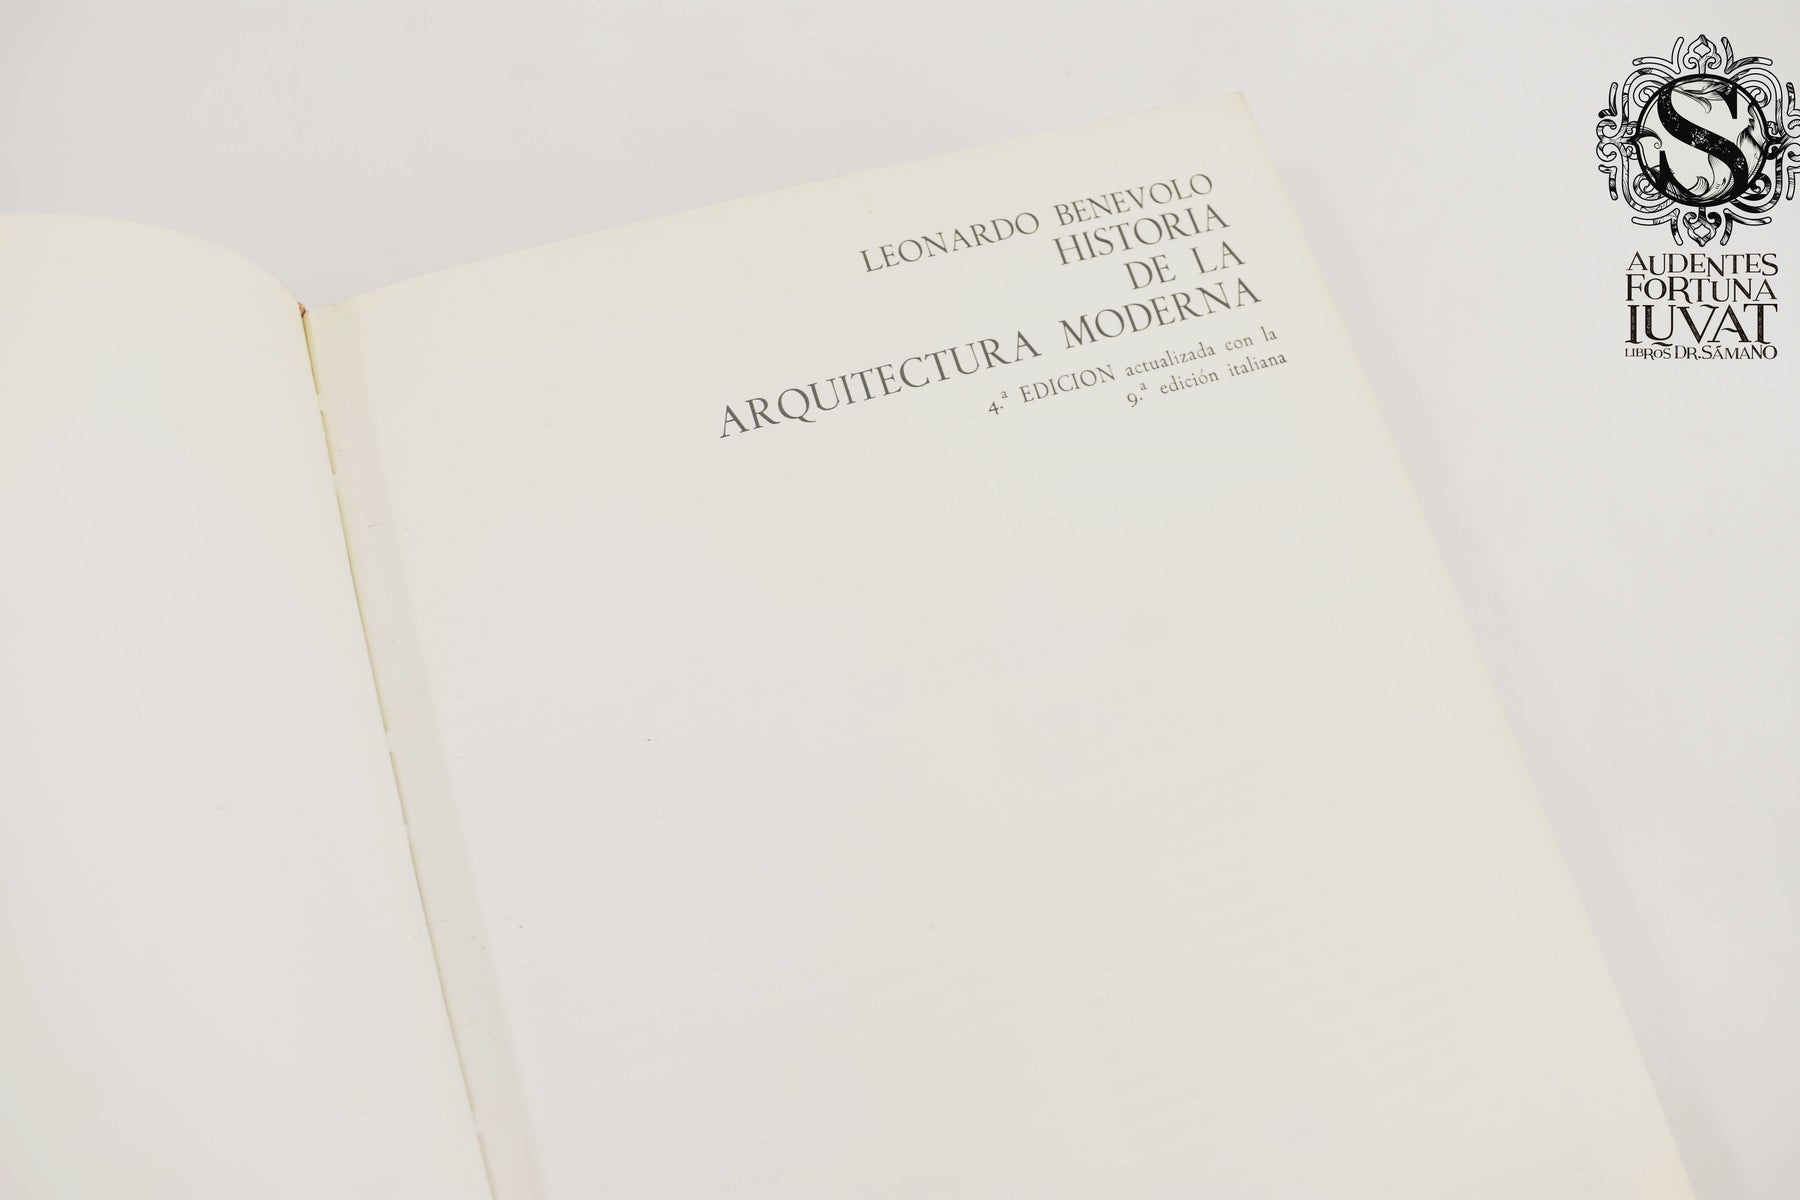 LEONARDO BENEVOLO
HISTORIA
DE LA
ARQUITECTURA MODERNA
4.ª EDICION actualizada con la
9.ª edición italiana
S
AUDENTES
FORTUNA
IUVAT
LIBROS DR. SÁMANO